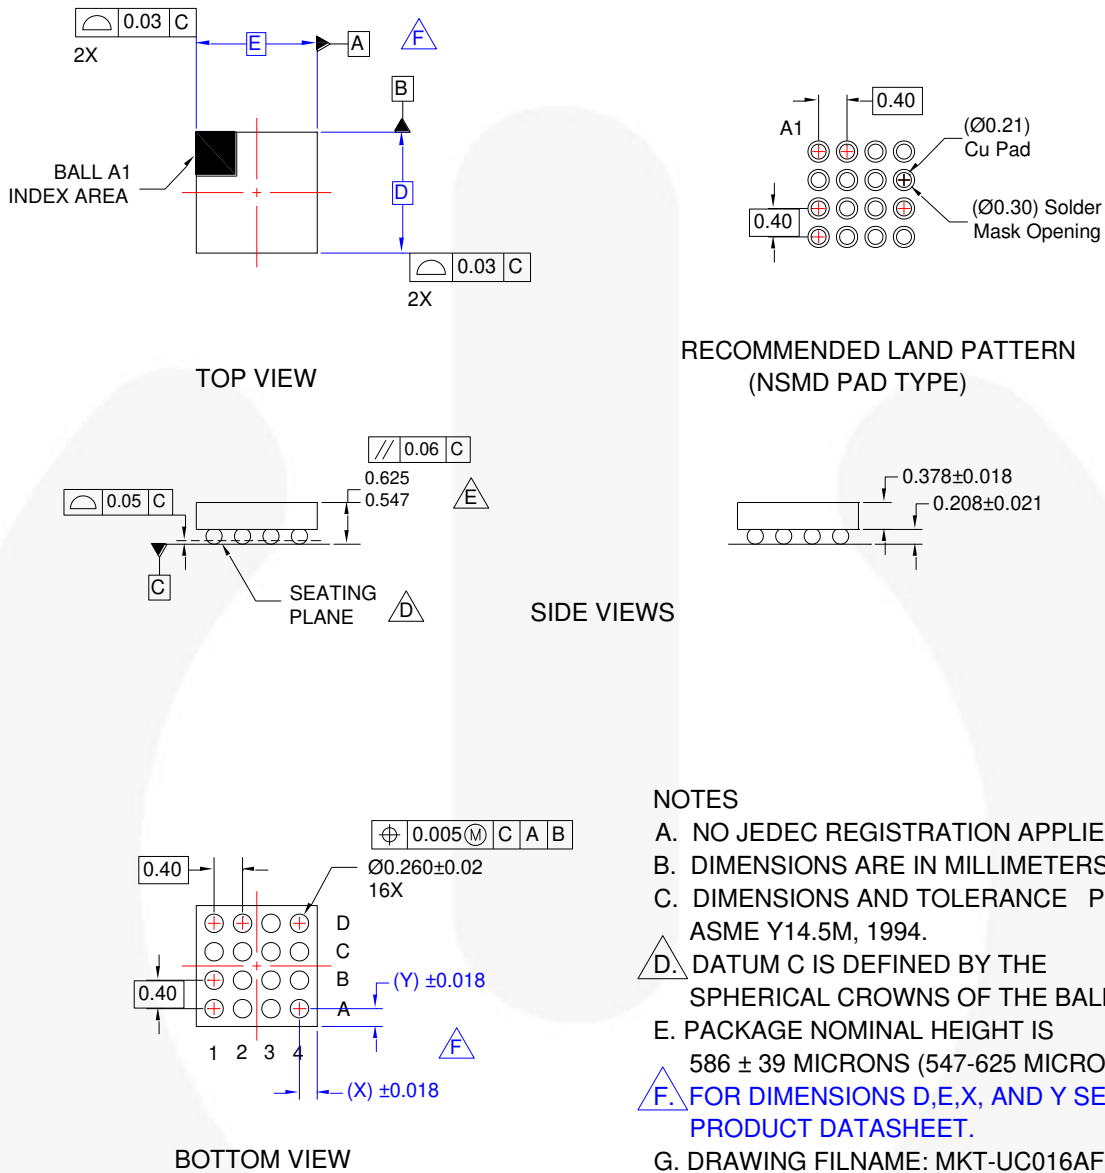 0.03 C
2X
E
A
F
B
BALL A1
INDEX AREA
D
0.03 C
2X
TOP VIEW
0.40
A1
(Ø0.21)
Cu Pad
0.40
(Ø0.30) Solder
Mask Opening
RECOMMENDED LAND PATTERN
(NSMD PAD TYPE)
// 0.06 C
0.625
0.547
E
0.05 C
C
SEATING
PLANE
D
0.378±0.018
0.208±0.021
SIDE VIEWS
0.005 Ⓜ C A B
Ø0.260±0.02
16X
0.40
D
C
B
A
0.40
(Y) ±0.018
F
1 2 3 4
(X) ±0.018
BOTTOM VIEW
NOTES
A. NO JEDEC REGISTRATION APPLIE
B. DIMENSIONS ARE IN MILLIMETERS
C. DIMENSIONS AND TOLERANCE P
ASME Y14.5M, 1994.
D. DATUM C IS DEFINED BY THE
SPHERICAL CROWNS OF THE BALL
E. PACKAGE NOMINAL HEIGHT IS
586 ± 39 MICRONS (547-625 MICRO
F. FOR DIMENSIONS D,E,X, AND Y SE
PRODUCT DATASHEET.
G. DRAWING FILNAME: MKT-UC016AF